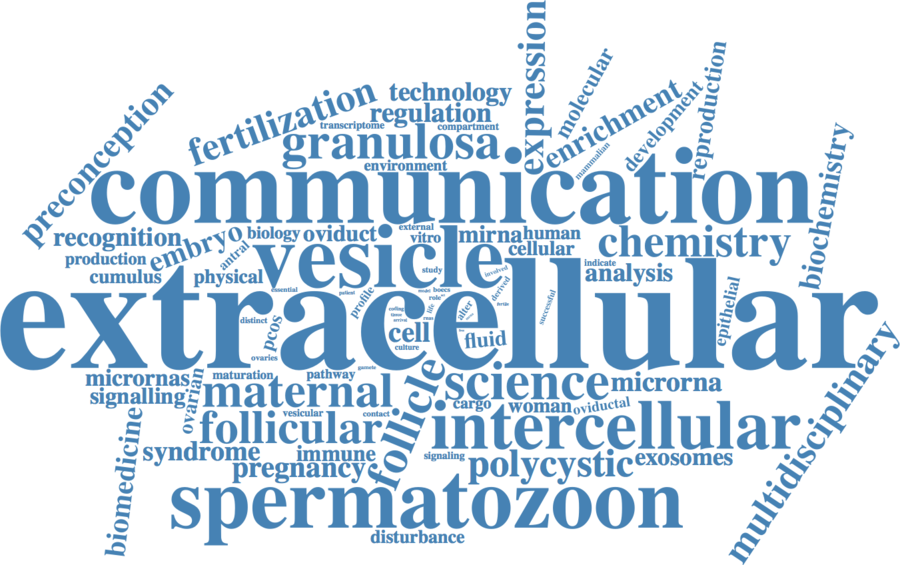 expression
molecular
technology
enrichment
preconception
fertilization
regulation
transcriptome
compartment
development
reproduction
granulosa
mammalian
environment
communication
biochemistry
recognition
embryo
biology
oviduct
external
vitro
mirna
human
chemistry
production
antral
vesicle
cellular
cumulus
physical
study
involved
indicate
analysis
essential
profile
derived
role
life
extracellular
distinct
pcos
cell
alter
successful
epithelial
culture
fluid
ovaries
gamete
micrornas
ovarian
maturation
pathway
science
microrna
signalling
maternal
follicle
cargo
woman
oviductal
multidisciplinary
vesicular
contact
biomedicine
follicular
intercellular
syndrome
immune
signaling
polycystic
exosomes
pregnancy
spermatozoon
disturbance